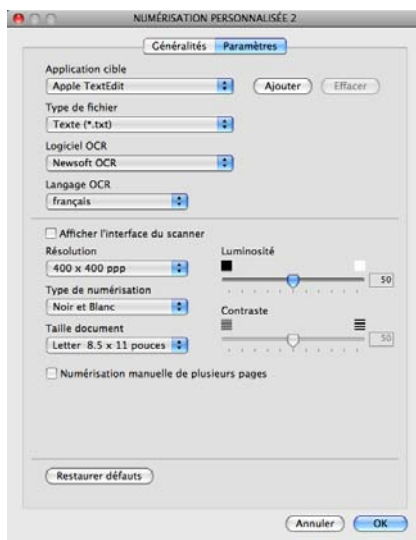 NUMÉRISATION PERSONNALISÉE 2
Généralités Paramètres
Application cible
Apple TextEdit Ajouter Effacer
Type de fichier
Texte (*.txt)
Logiciel OCR
Newsoft OCR
Langage OCR
français
Afficher l'interface du scanner
Résolution Luminosité
400 x 400 ppp 50
Type de numérisation
Noir et Blanc Contraste
Taille document
Letter 8.5 x 11 pouces 50
Numérisation manuelle de plusieurs pages
Restaurer défauts
Annuler OK